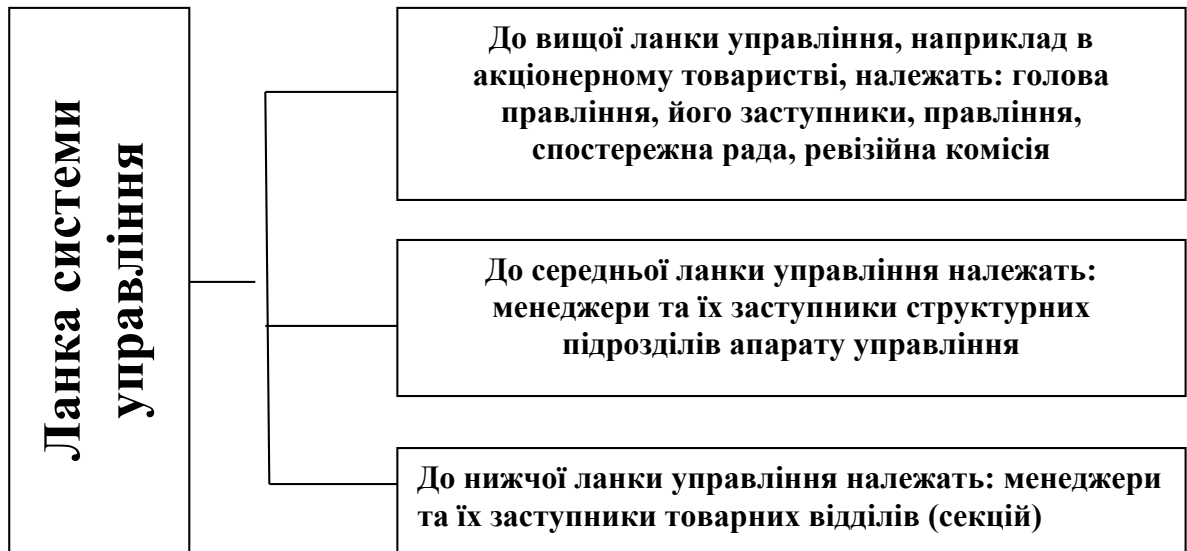 Ланка системи
управління
До вищої ланки управління, наприклад в
акціонерному товаристві, належать: голова
правління, його заступники, правління,
спостережна рада, ревізійна комісія
До середньої ланки управління належать:
менеджери та їх заступники структурних
підрозділів апарату управління
До нижчої ланки управління належать: менеджери
та їх заступники товарних відділів (секцій)